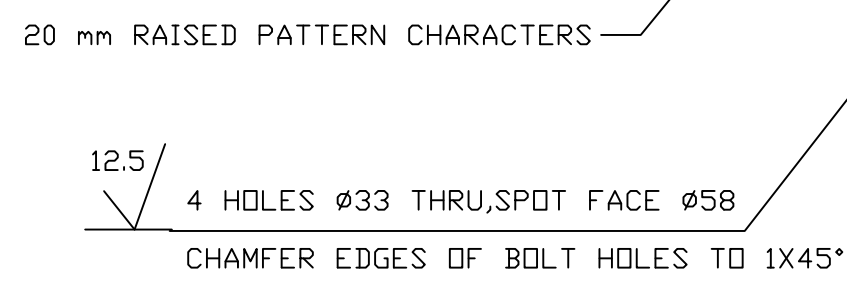 20 mm RAISED PATTERN CHARACTERS
12.5
4 HOLES Ø33 THRU,SPOT FACE Ø58
CHAMFER EDGES OF BOLT HOLES TO 1X45°